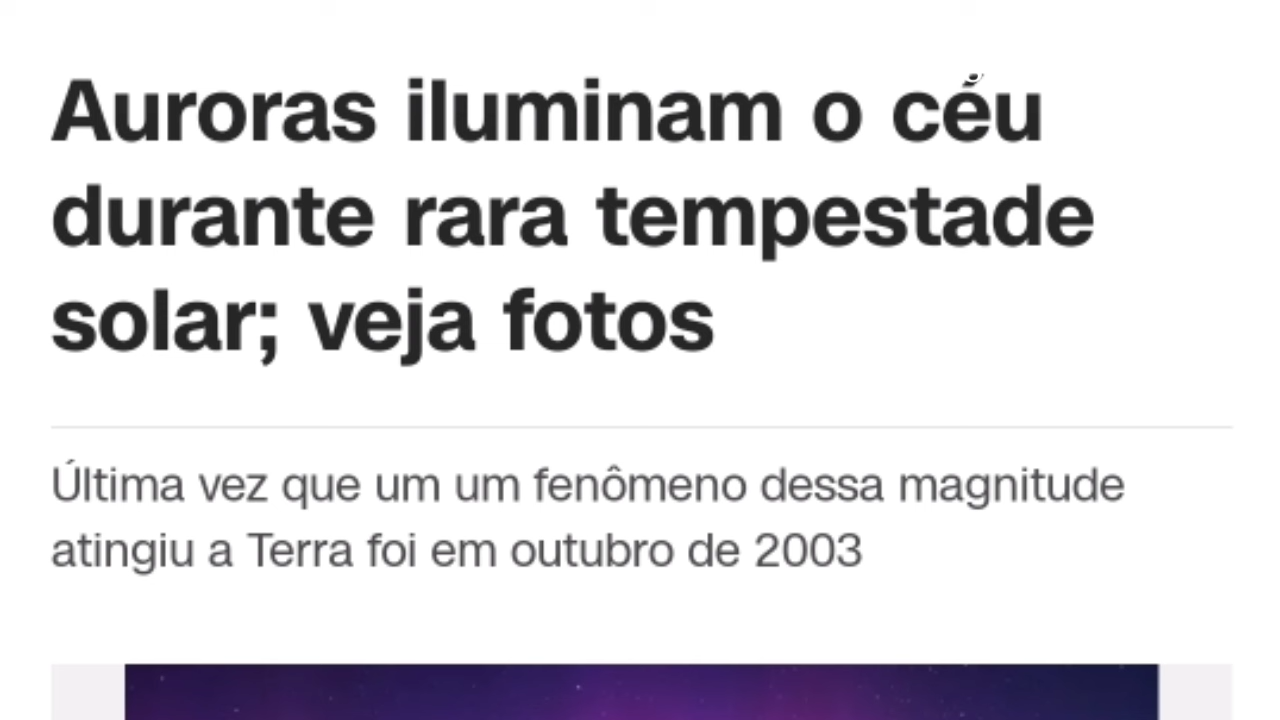 Auroras iluminam o céu
durante rara tempestade
solar; veja fotos
Última vez que um um fenômeno dessa magnitude
atingiu a Terra foi em outubro de 2003